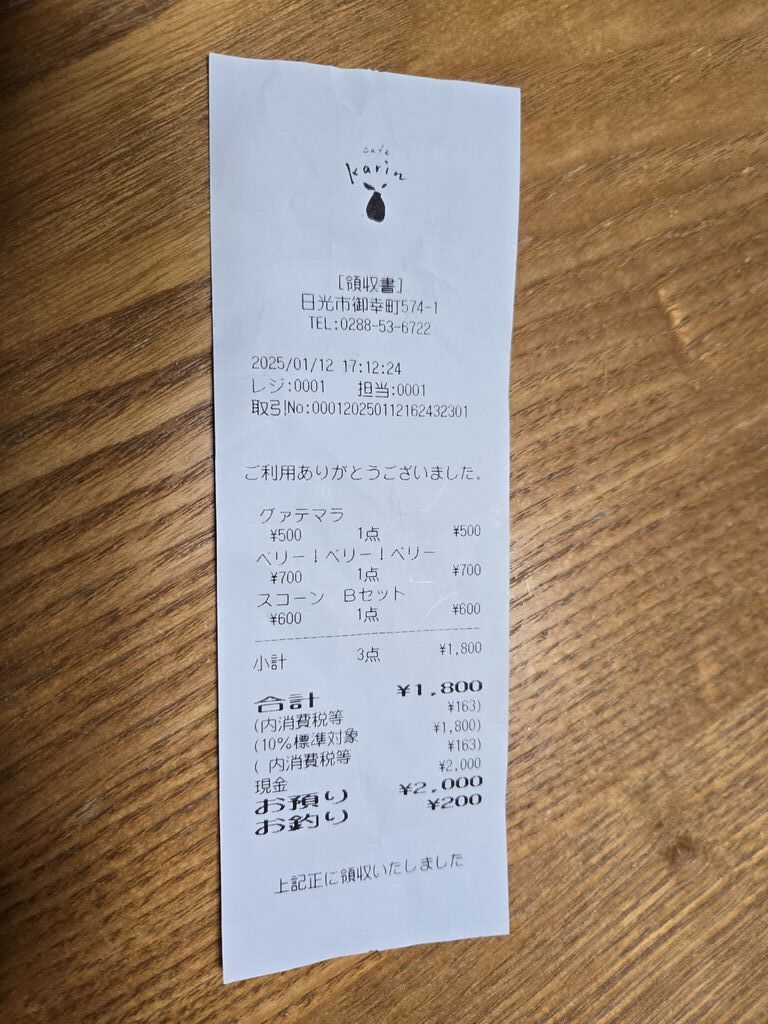 cafe
karin
[領収書]
日光市御幸町574-1
TEL:0288-53-6722
2025/01/12 17:12:24
レジ:0001 担当:0001
取引No:000120250112162432301
ご利用ありがとうございました。
グァテマラ
¥500 1点 ¥500
ベリー！ベリー！ベリー
¥700 1点 ¥700
スコーン Bセット
¥600 1点 ¥600
小計 3点 ¥1,800
合計 ¥1,800
(内消費税等 ¥163)
(10%標準対象 ¥1,800)
( 内消費税等 ¥163)
現金 ¥2,000
お預り ¥2,000
お釣り ¥200
上記正に領収いたしました